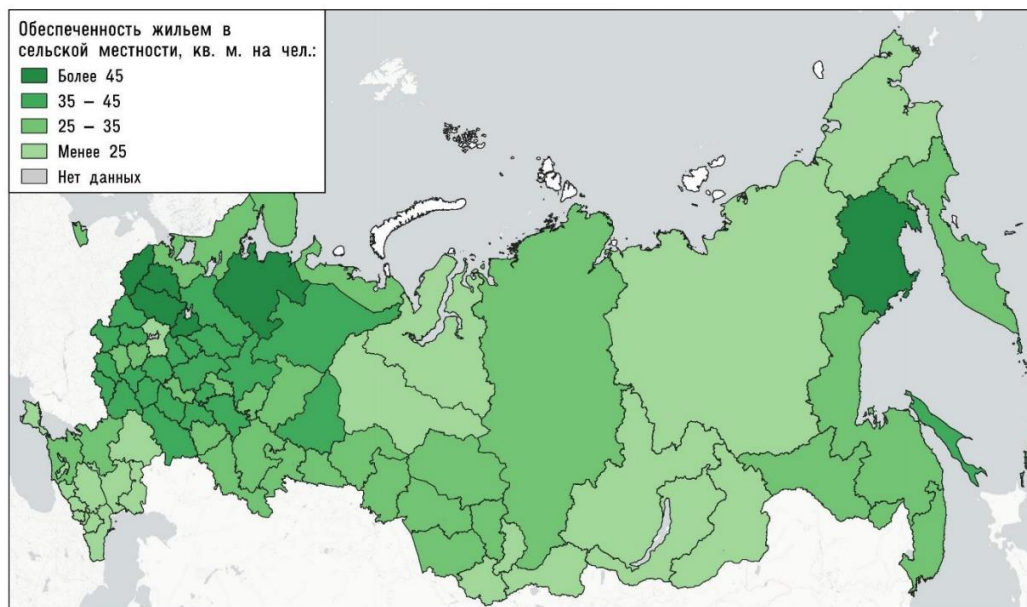 Обеспеченность жильем в
сельской местности, кв. м. на чел.:
Более 45
35 – 45
25 – 35
Менее 25
Нет данных